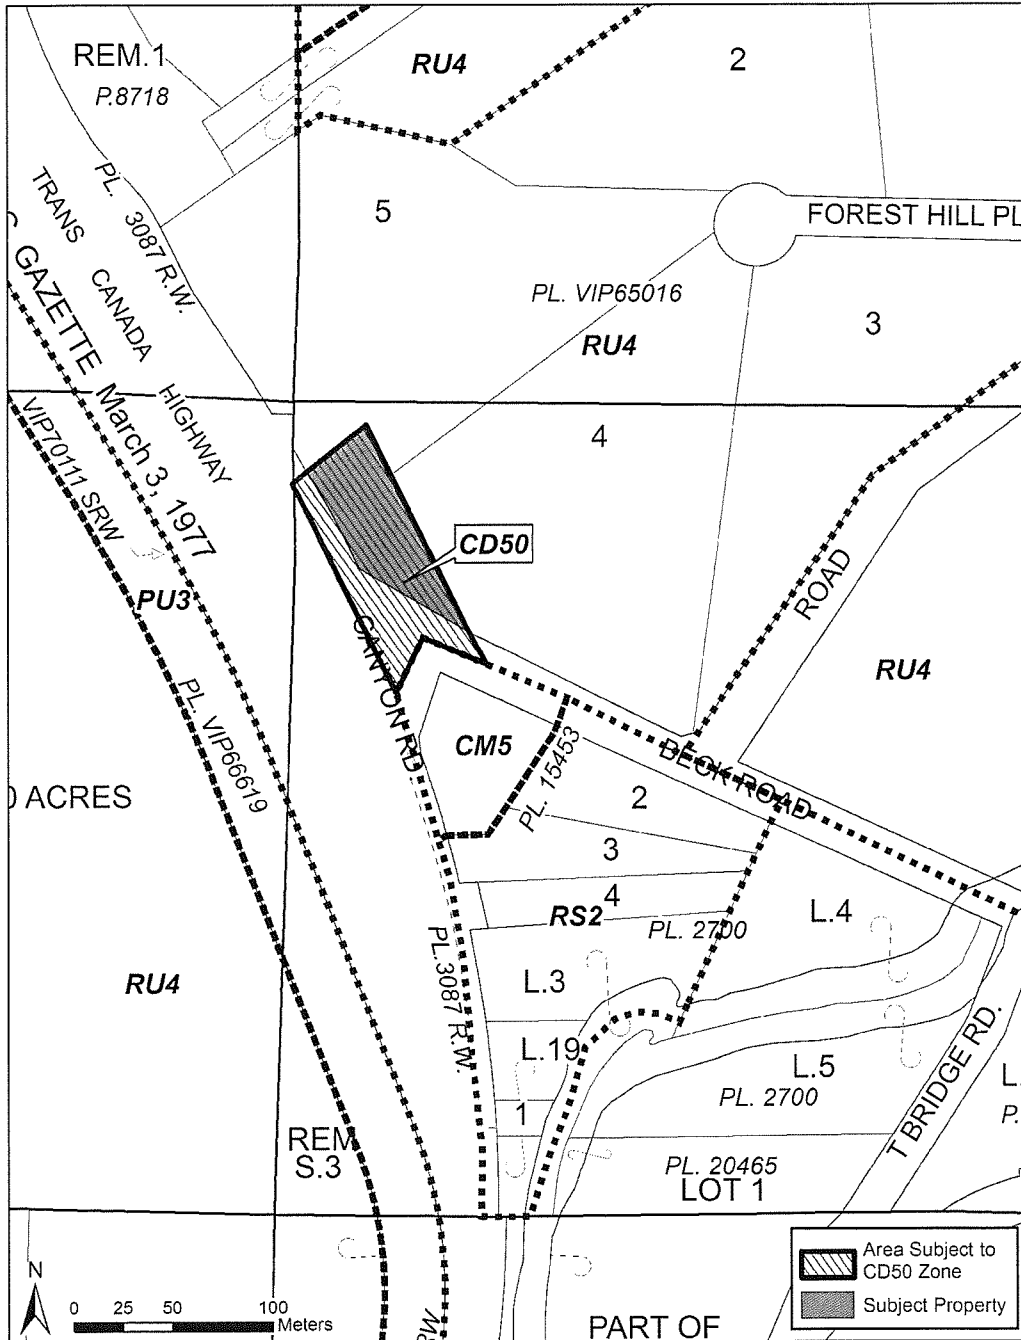 REM.1
P.8718
RU4
2
PL. 3087 R.W.
5
FOREST HILL PL
TRANS CANADA HIGHWAY
GAZETTE March 3, 1977
PL. VIP65016
3
RU4
VIP70111 SRW
4
CD50
PU3
CANYON RD
ROAD
RU4
PL. VIP66619
CM5
PL. 15453
BECK ROAD
0 ACRES
2
3
4
RS2
PL. 2700
L.4
PL.3087 R.W.
RU4
L.3
L.19
L.5
PL. 2700
T BRIDGE RD.
L.
P.
1
REM
S.3
PL. 20465
LOT 1
Area Subject to
CD50 Zone
Subject Property
N
0 25 50 100
Meters
PART OF